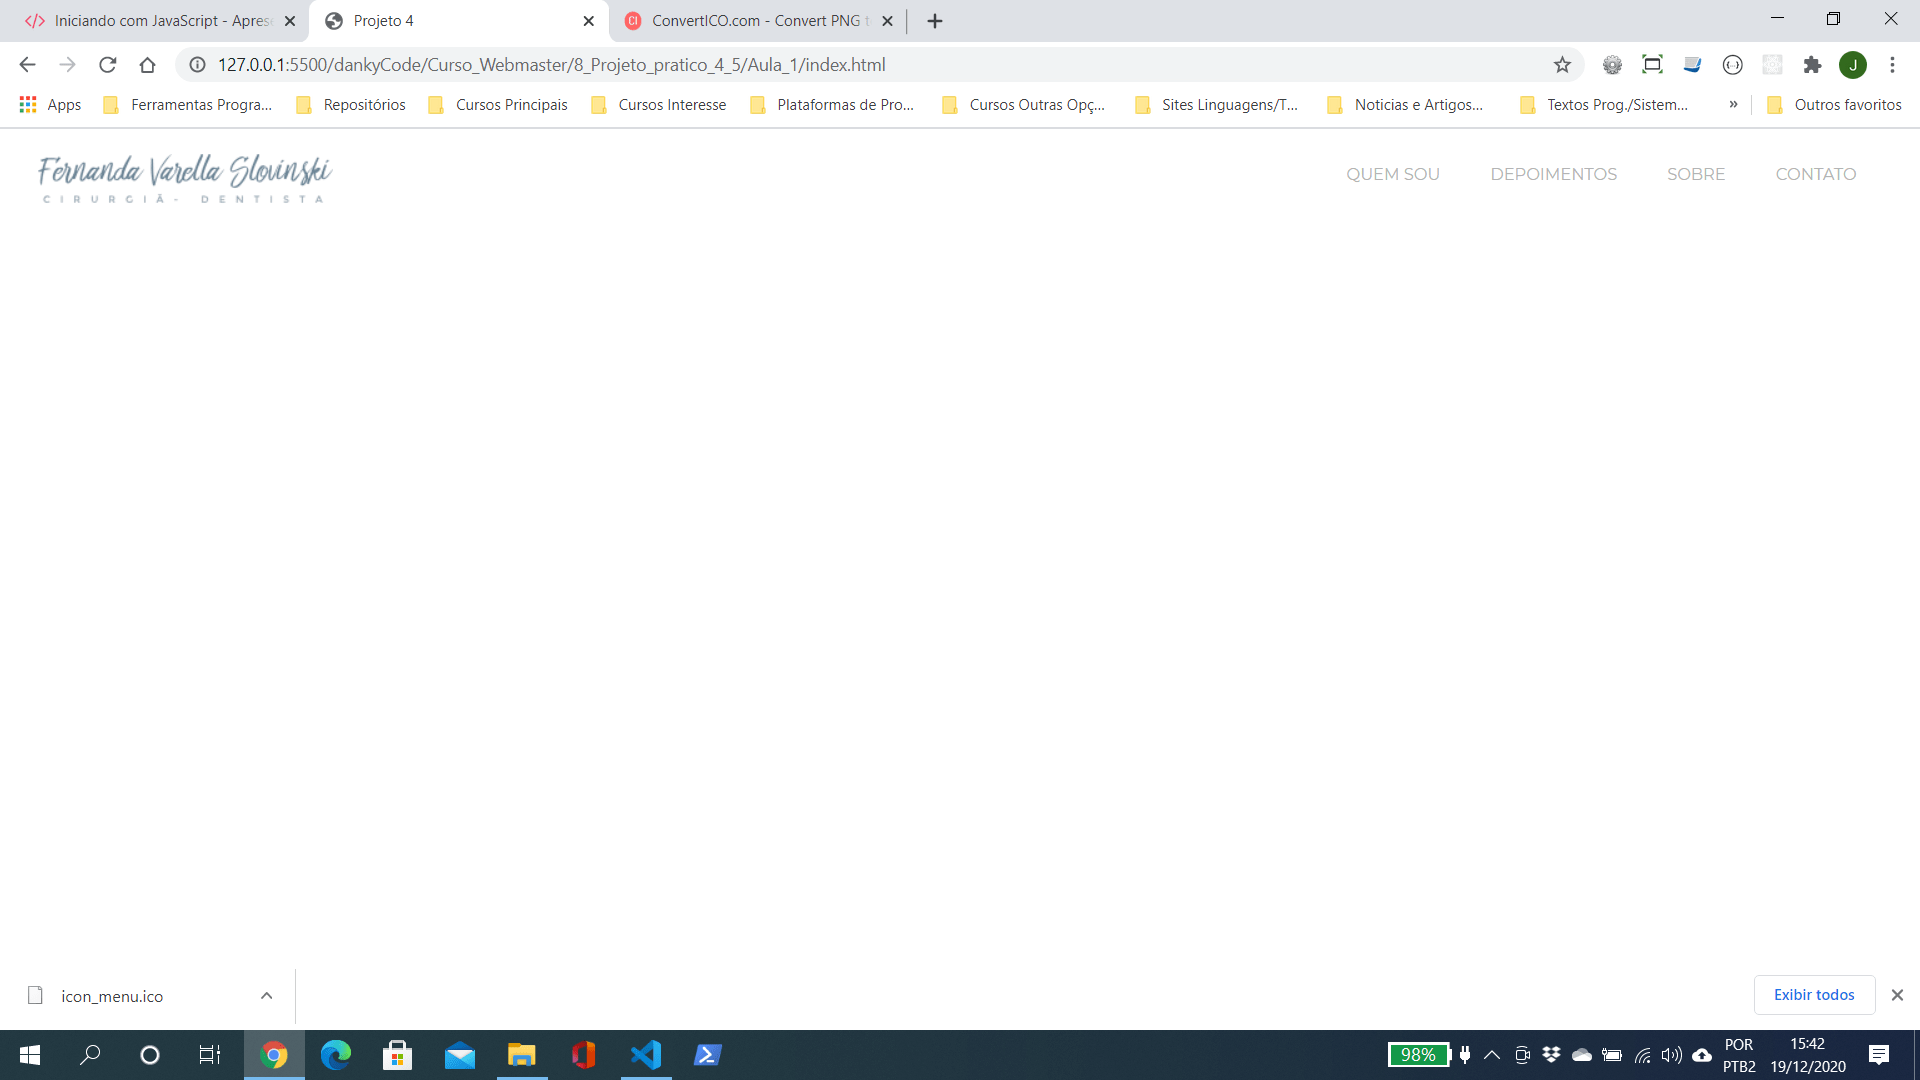 Iniciando com JavaScript - Aprese
Projeto 4
ConvertICO.com - Convert PNG t
127.0.0.1:5500/dankyCode/Curso_Webmaster/8_Projeto_pratico_4_5/Aula_1/index.html
J
Apps
Ferramentas Progra...
Repositórios
Cursos Principais
Cursos Interesse
Plataformas de Pro...
Cursos Outras Opç...
Sites Linguagens/T...
Noticias e Artigos...
Textos Prog./Sistem...
»
Outros favoritos
Fernanda Varella Slovinski
CIRURGIÃ- DENTISTA
QUEM SOU
DEPOIMENTOS
SOBRE
CONTATO
icon_menu.ico
Exibir todos
98%
POR
PTB2
15:42
19/12/2020